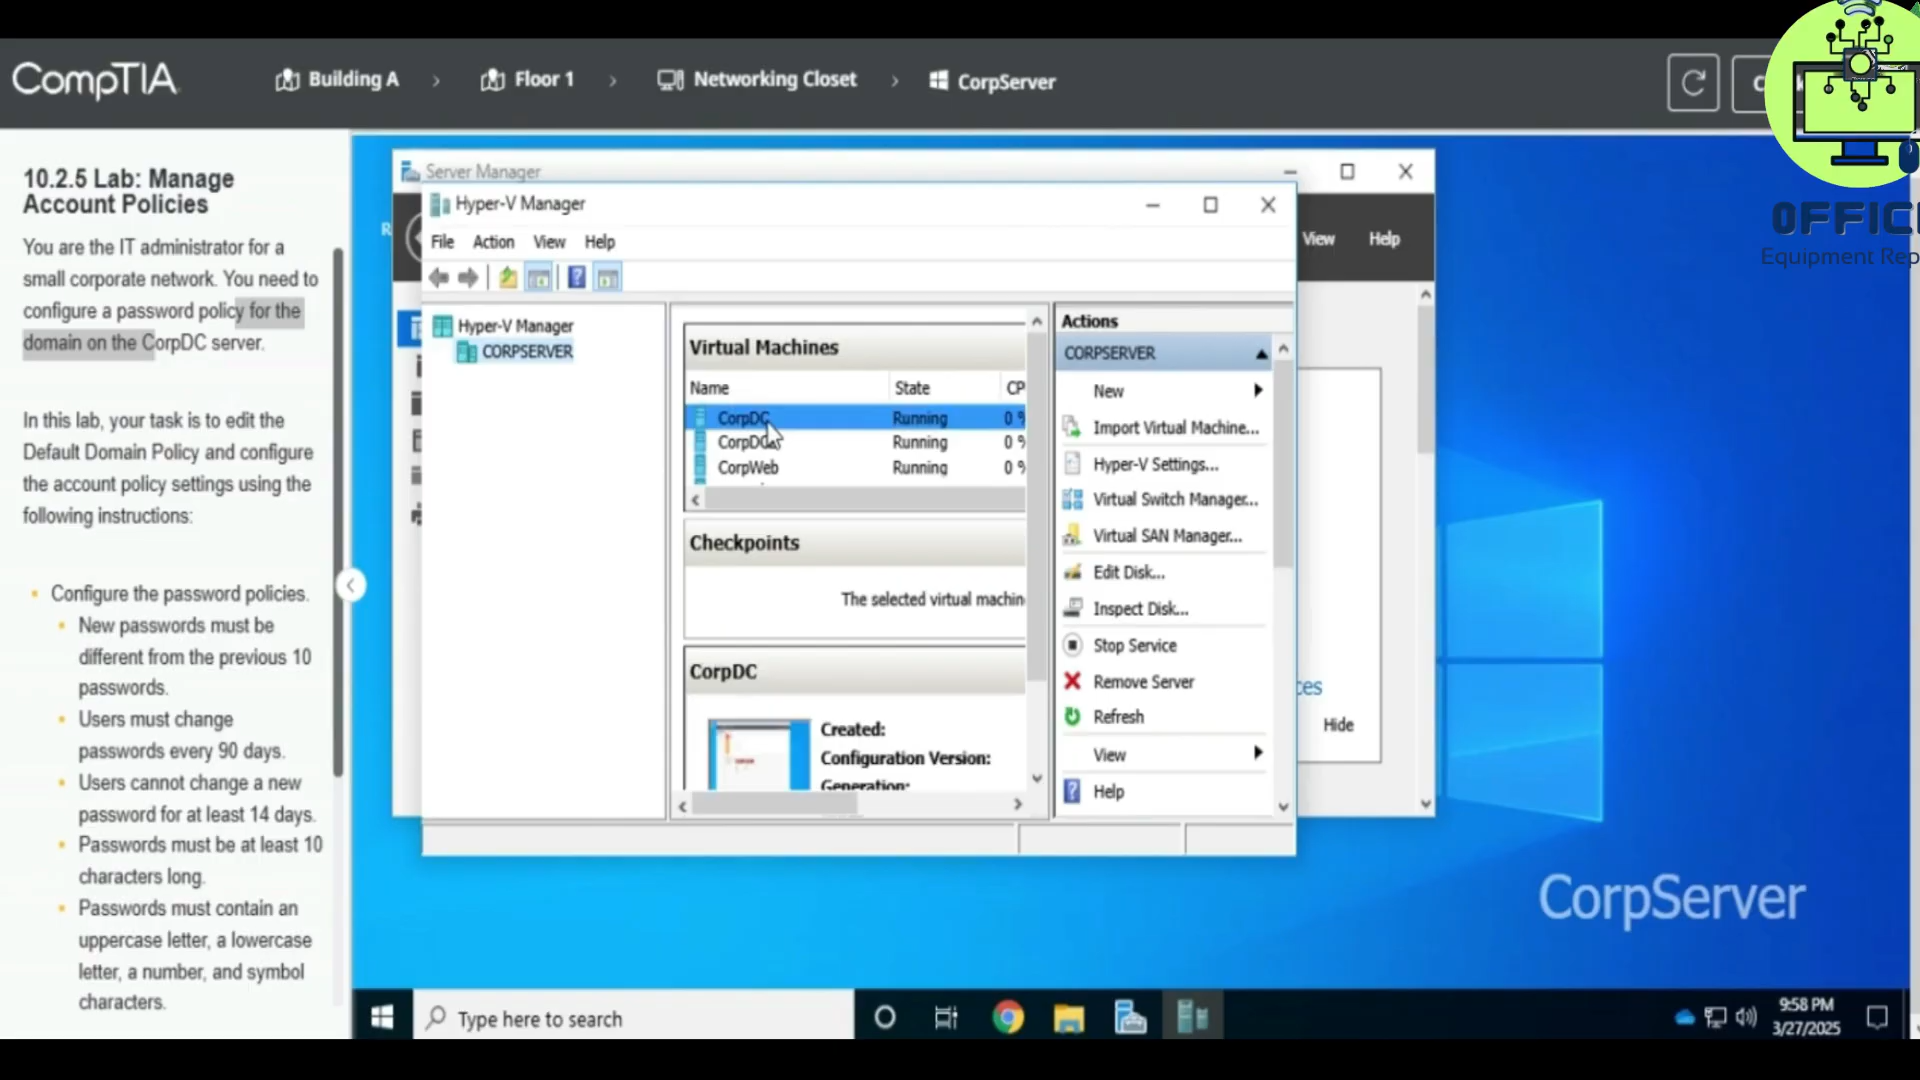 CompTIA
Building A
Floor 1
Networking Closet
CorpServer
OFFIC
Equipment Rep
10.2.5 Lab: Manage
Account Policies
You are the IT administrator for a
small corporate network. You need to
configure a password policy for the
domain on the CorpDC server.
In this lab, your task is to edit the
Default Domain Policy and configure
the account policy settings using the
following instructions:
Configure the password policies.
New passwords must be
different from the previous 10
passwords.
Users must change
passwords every 90 days.
Users cannot change a new
password for at least 14 days.
Passwords must be at least 10
characters long.
Passwords must contain an
uppercase letter, a lowercase
letter, a number, and symbol
characters.
Server Manager
View Help
Hyper-V Manager
File Action View Help
Hyper-V Manager
CORPSERVER
Virtual Machines
Name State CP
CorpDC Running 0 %
Running 0 %
CorpWeb Running 0 %
Checkpoints
The selected virtual machin
CorpDC
Created:
Configuration Version:
Generation:
Actions
CORPSERVER
New
Import Virtual Machine...
Hyper-V Settings...
Virtual Switch Manager...
Virtual SAN Manager...
Edit Disk...
Inspect Disk...
Stop Service
Remove Server
Refresh
View
Help
Hide
CorpServer
Type here to search
9:58 PM
3/27/2025